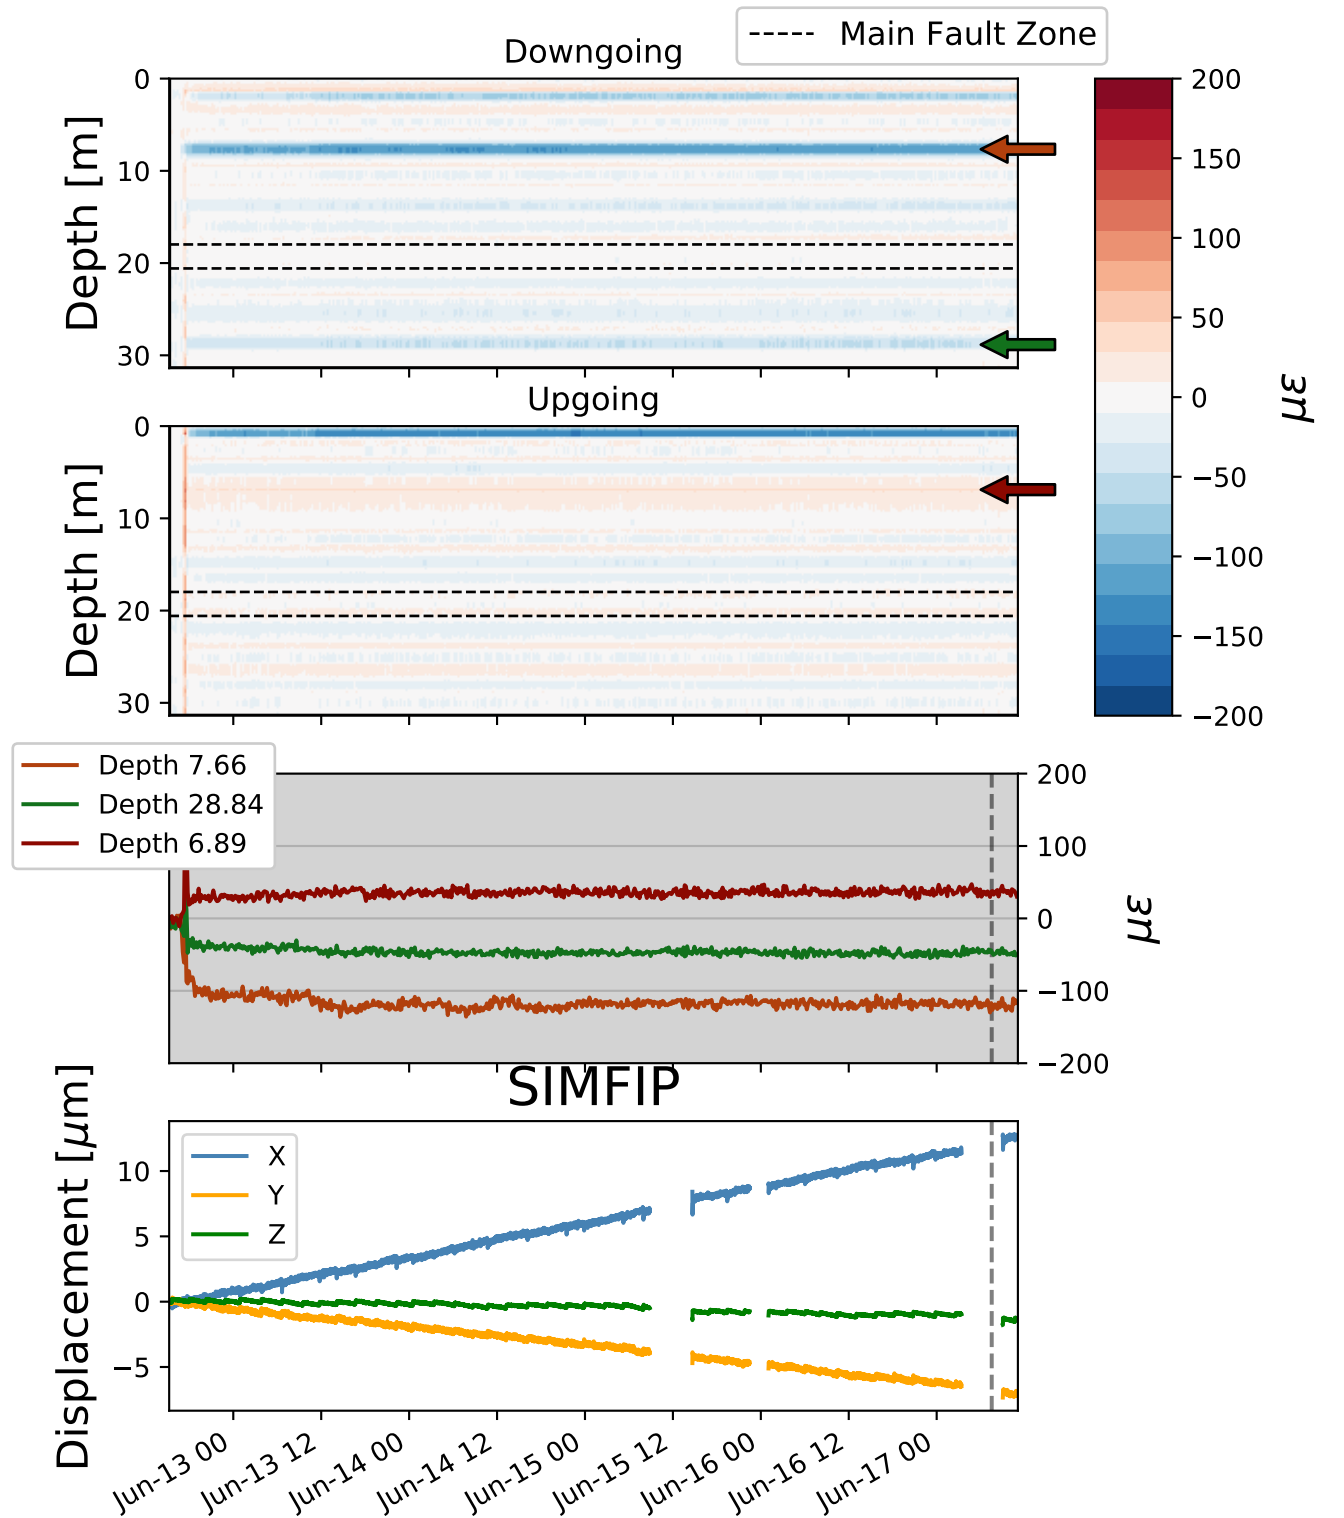 Main Fault Zone
Downgoing
0
10
20
30
Depth [m]
200
150
100
50
0
−50
−100
−150
−200
με
Upgoing
0
10
20
30
Depth [m]
Depth 7.66
Depth 28.84
Depth 6.89
200
100
0
−100
−200
με
SIMFIP
X
Y
Z
10
5
0
−5
Displacement [μm]
Jun-13 00
Jun-13 12
Jun-14 00
Jun-14 12
Jun-15 00
Jun-15 12
Jun-16 00
Jun-16 12
Jun-17 00